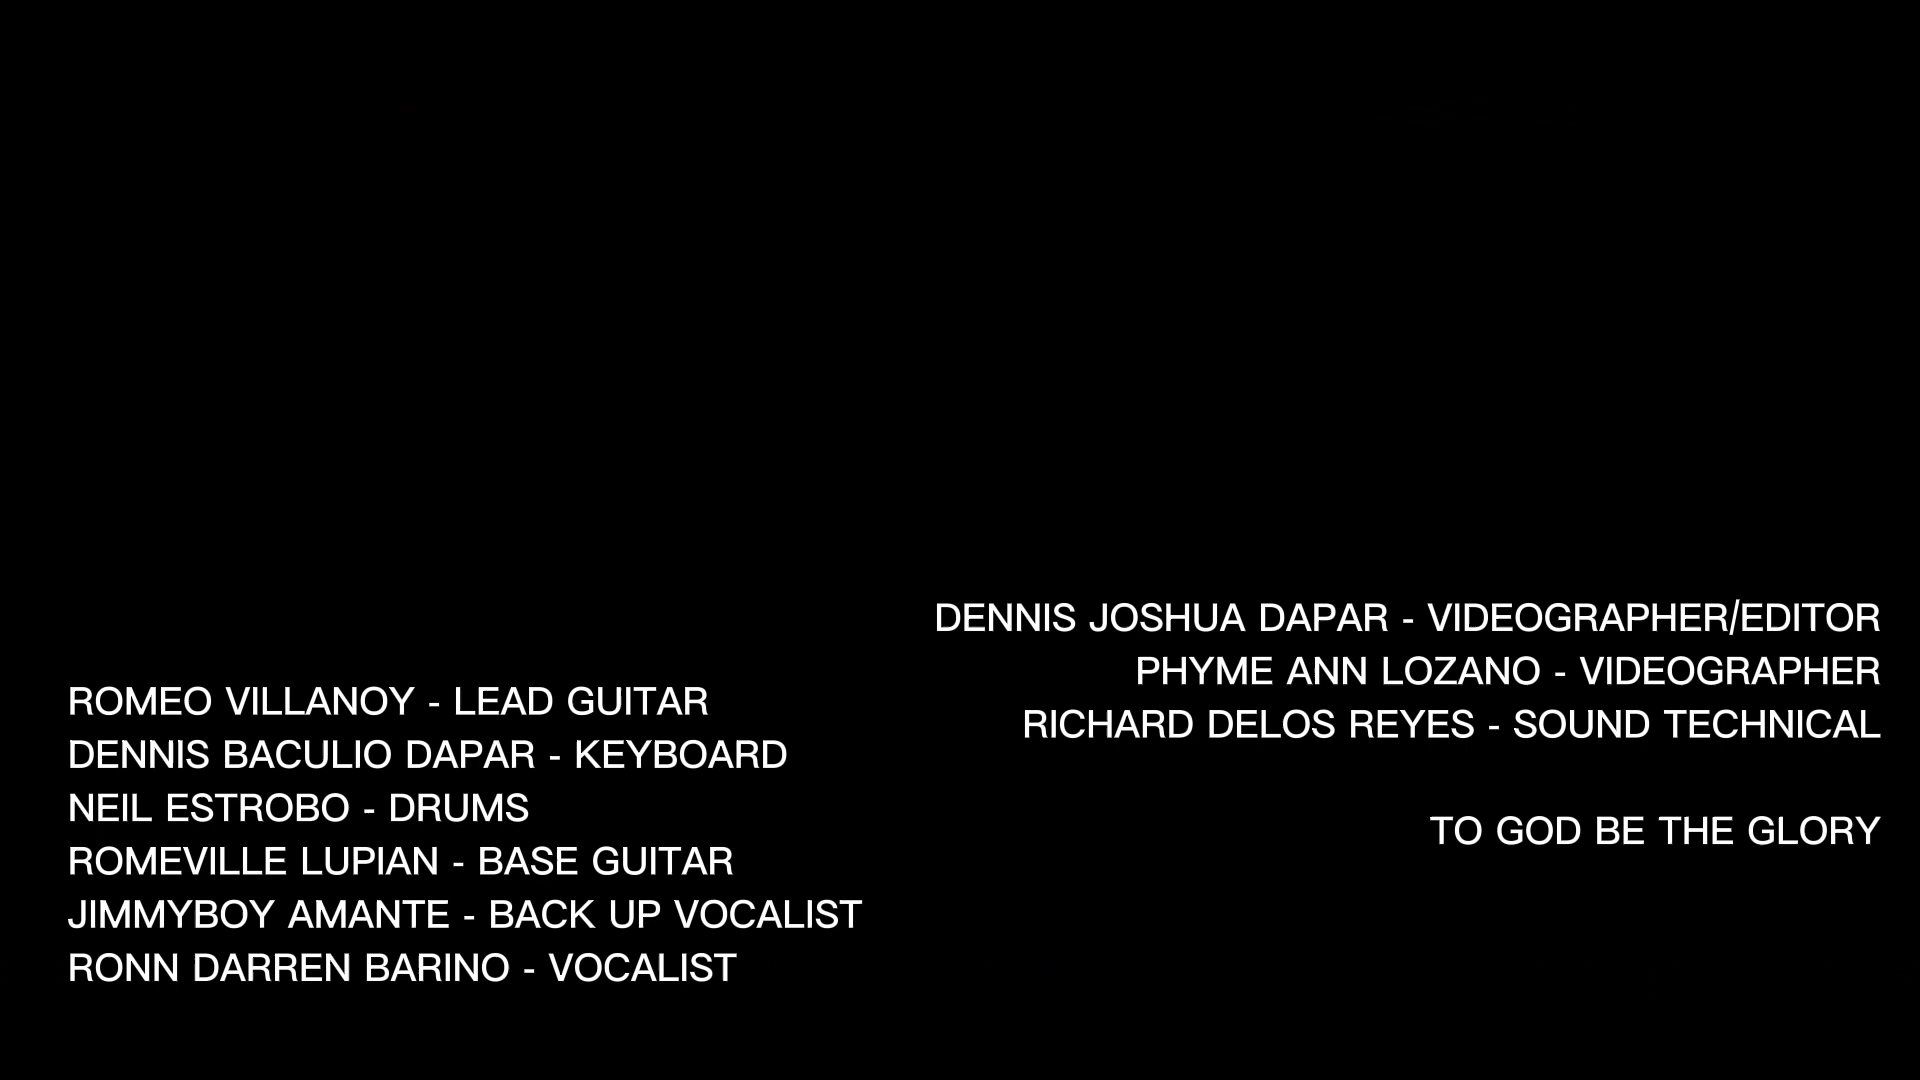 ROMEO VILLANOY - LEAD GUITAR
DENNIS BACULIO DAPAR - KEYBOARD
NEIL ESTROBO - DRUMS
ROMEVILLE LUPIAN - BASE GUITAR
JIMMYBOY AMANTE - BACK UP VOCALIST
RONN DARREN BARINO - VOCALIST
DENNIS JOSHUA DAPAR - VIDEOGRAPHER/EDITOR
PHYME ANN LOZANO - VIDEOGRAPHER
RICHARD DELOS REYES - SOUND TECHNICAL
TO GOD BE THE GLORY